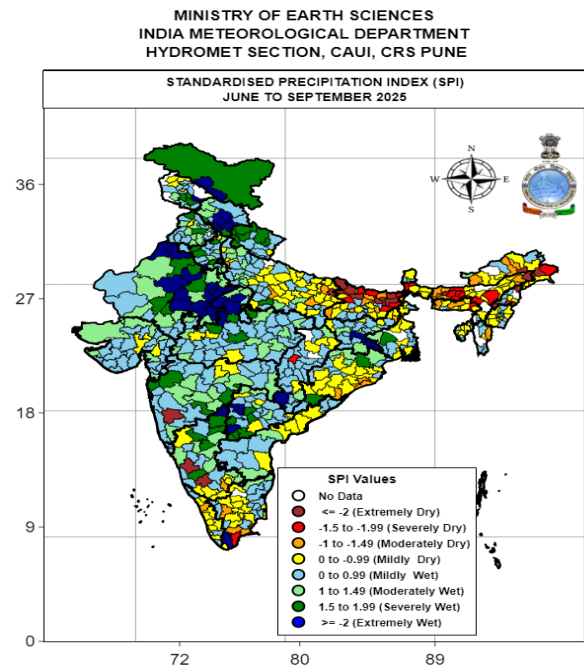 MINISTRY OF EARTH SCIENCES
INDIA METEOROLOGICAL DEPARTMENT
HYDROMET SECTION, CAUI, CRS PUNE
STANDARDISED PRECIPITATION INDEX (SPI)
JUNE TO SEPTEMBER 2025
N
W E
S
36
27
18
9
0
72 80 89
SPI Values
No Data
<= -2 (Extremely Dry)
-1.5 to -1.99 (Severely Dry)
-1 to -1.49 (Moderately Dry)
0 to -0.99 (Mildly Dry)
0 to 0.99 (Mildly Wet)
1 to 1.49 (Moderately Wet)
1.5 to 1.99 (Severely Wet)
>= -2 (Extremely Wet)